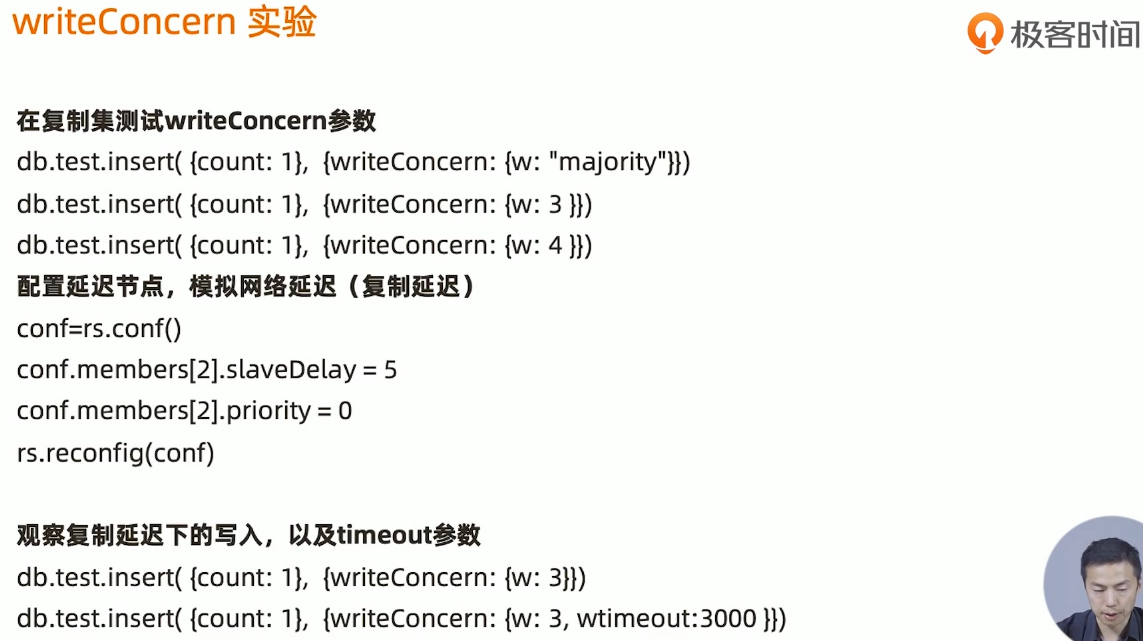 writeConcern 实验
极客时间
在复制集测试writeConcern参数
db.test.insert( {count: 1},  {writeConcern: {w: "majority"}})
db.test.insert( {count: 1},  {writeConcern: {w: 3 }})
db.test.insert( {count: 1},  {writeConcern: {w: 4 }})
配置延迟节点，模拟网络延迟（复制延迟）
conf=rs.conf()
conf.members[2].slaveDelay = 5
conf.members[2].priority = 0
rs.reconfig(conf)
观察复制延迟下的写入，以及timeout参数
db.test.insert( {count: 1},  {writeConcern: {w: 3}})
db.test.insert( {count: 1},  {writeConcern: {w: 3, wtimeout:3000 }})